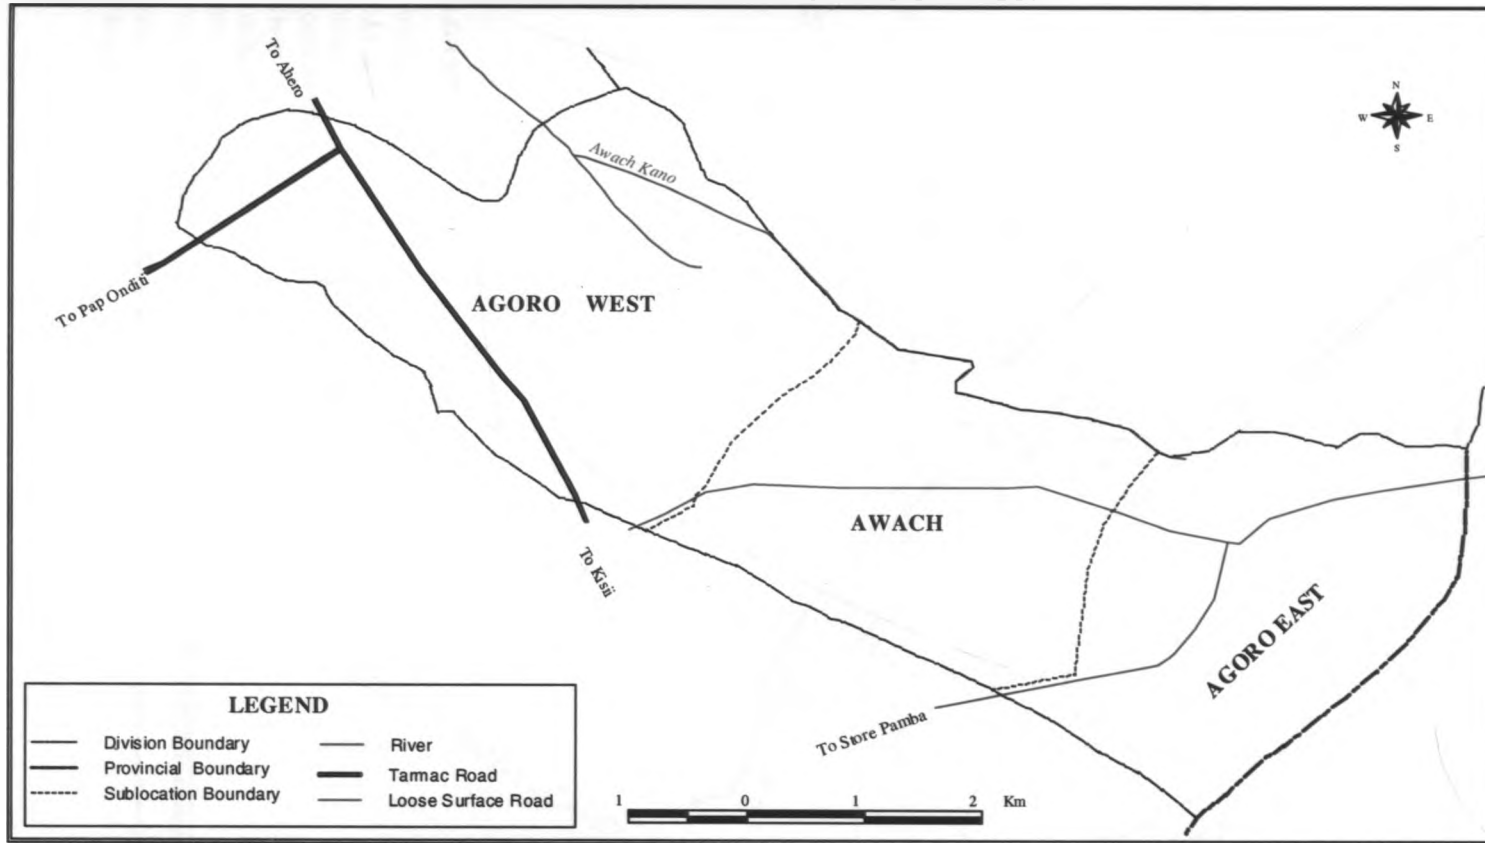 To Ahero
N
W E
S
Awach Kano
To Pap Onditi
AGORO WEST
AWACH
To Kisii
AGORO EAST
To Store Pamba
LEGEND
Division Boundary
Provincial Boundary
Sublocation Boundary
River
Tarmac Road
Loose Surface Road
1 0 1 2 Km